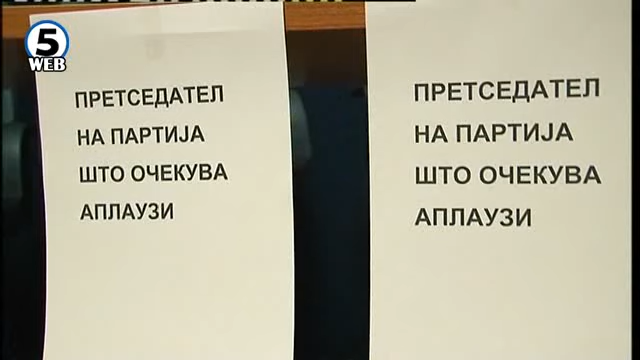 5
WEB
ПРЕТСЕДАТЕЛ
НА ПАРТИЈА
ШТО ОЧЕКУВА
АПЛАУЗИ
ПРЕТСЕДАТЕЛ
НА ПАРТИЈА
ШТО ОЧЕКУВА
АПЛАУЗИ